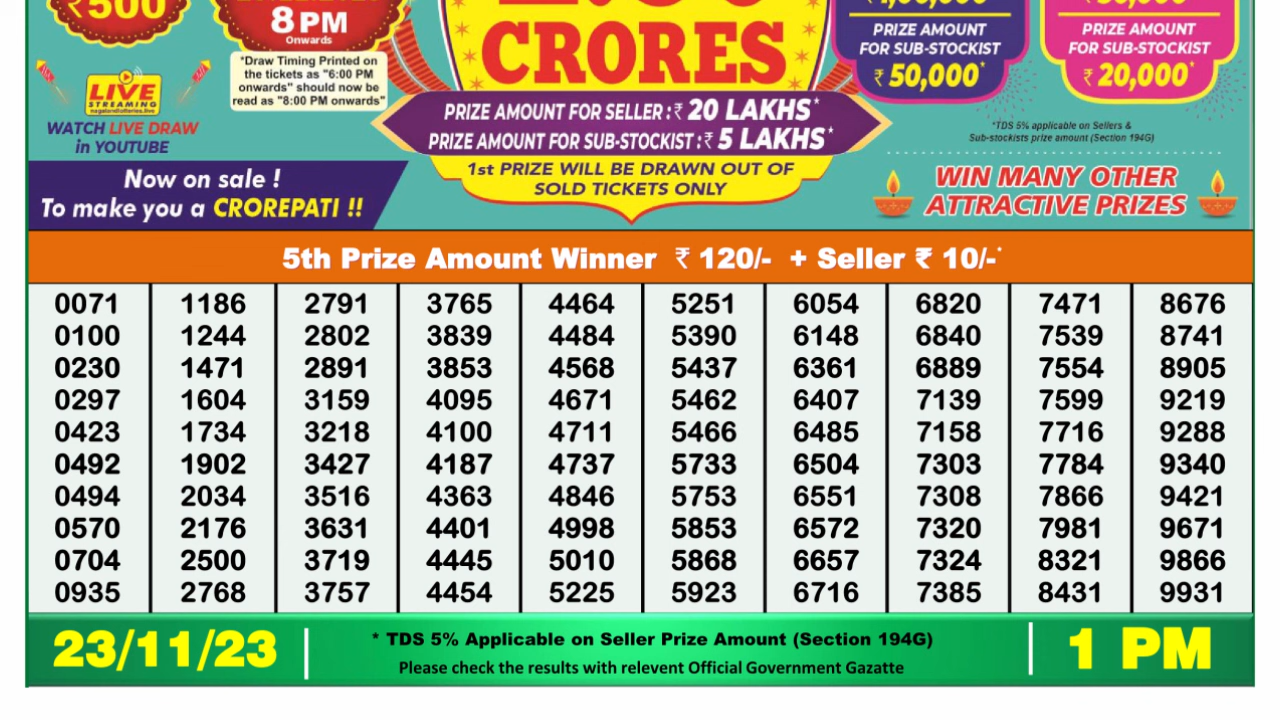 ₹500
8 PM
Onwards
*Draw Timing Printed on
the tickets as "6:00 PM
onwards" should now be
read as "8:00 PM onwards"
LIVE
STREAMING
nagalandlotteries.live
WATCH LIVE DRAW
in YOUTUBE
Now on sale !
To make you a CROREPATI !!
CRORES
PRIZE AMOUNT FOR SELLER :₹ 20 LAKHS*
PRIZE AMOUNT FOR SUB-STOCKIST :₹ 5 LAKHS*
1st PRIZE WILL BE DRAWN OUT OF
SOLD TICKETS ONLY
PRIZE AMOUNT
FOR SUB-STOCKIST
₹ 50,000*
PRIZE AMOUNT
FOR SUB-STOCKIST
₹ 20,000*
*TDS 5% applicable on Sellers &
Sub-stockists prize amount (Section 194G)
WIN MANY OTHER
ATTRACTIVE PRIZES
5th Prize Amount Winner ₹ 120/- + Seller ₹ 10/-*
0071 1186 2791 3765 4464 5251 6054 6820 7471 8676
0100 1244 2802 3839 4484 5390 6148 6840 7539 8741
0230 1471 2891 3853 4568 5437 6361 6889 7554 8905
0297 1604 3159 4095 4671 5462 6407 7139 7599 9219
0423 1734 3218 4100 4711 5466 6485 7158 7716 9288
0492 1902 3427 4187 4737 5733 6504 7303 7784 9340
0494 2034 3516 4363 4846 5753 6551 7308 7866 9421
0570 2176 3631 4401 4998 5853 6572 7320 7981 9671
0704 2500 3719 4445 5010 5868 6657 7324 8321 9866
0935 2768 3757 4454 5225 5923 6716 7385 8431 9931
23/11/23
* TDS 5% Applicable on Seller Prize Amount (Section 194G)
Please check the results with relevent Official Government Gazatte
1 PM